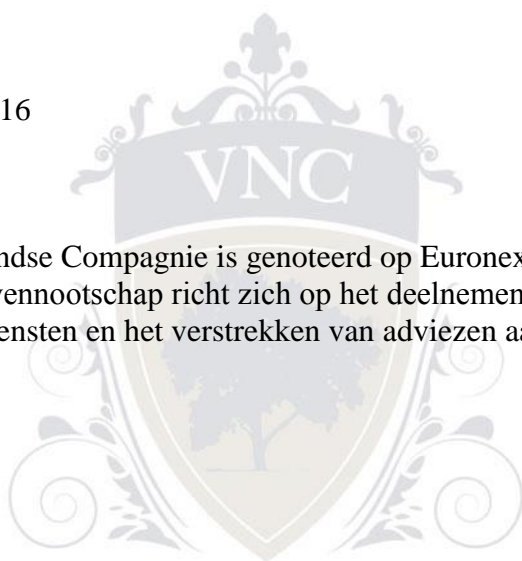 16
VNC
ndse Compagnie is genoteerd op Eurone
vennootschap richt zich op het deelnemen
ensten en het verstrekken van adviezen aa